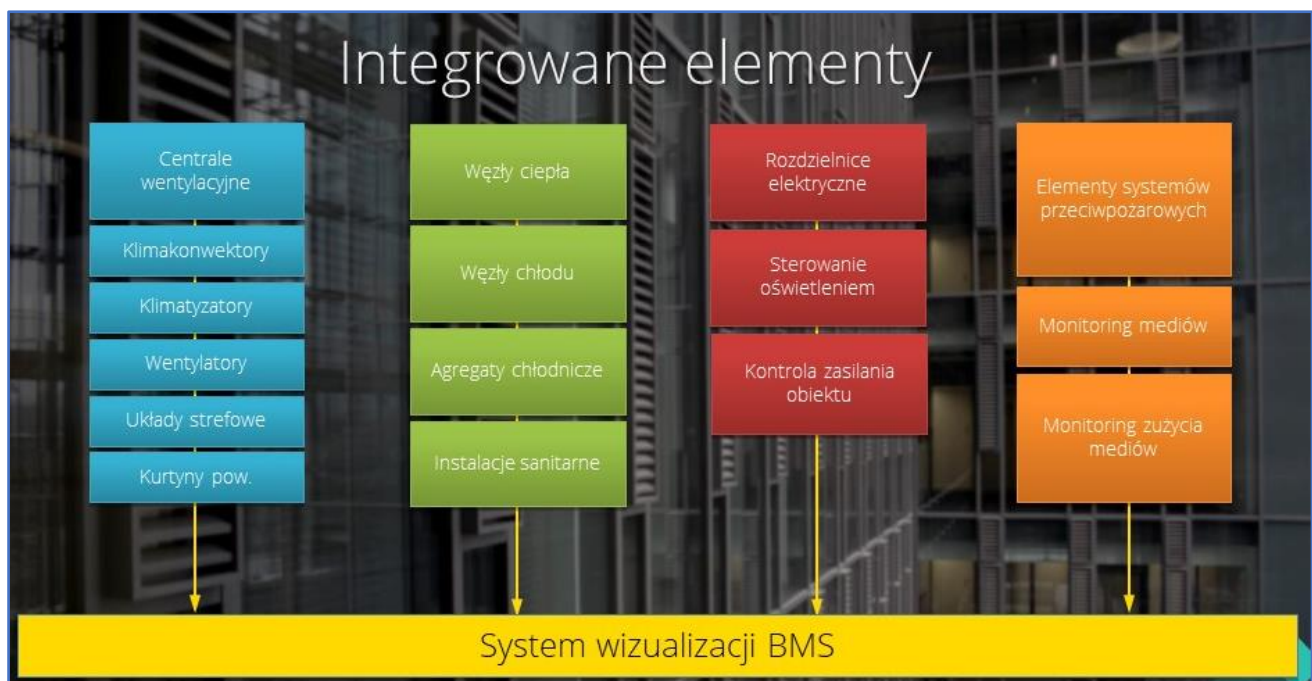 Integrowane elementy
Centrale
wentylacyjne
Klimakonwektory
Klimatyzatory
Wentylatory
Układy strefowe
Kurtyny pow.
Węzły ciepła
Węzły chłodu
Agregaty chłodnicze
Instalacje sanitarne
Rozdzielnice
elektryczne
Sterowanie
oświetleniem
Kontrola zasilania
obiektu
Elementy systemów
przeciwpożarowych
Monitoring mediów
Monitoring zużycia
mediów
System wizualizacji BMS